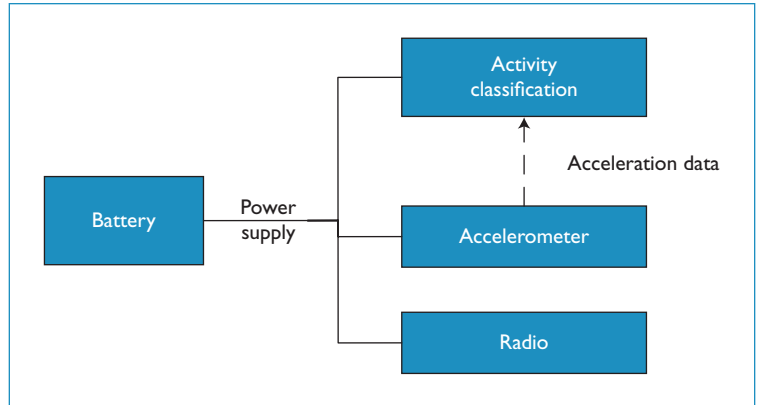 Activity
classification
Acceleration data
Battery
Power
supply
Accelerometer
Radio